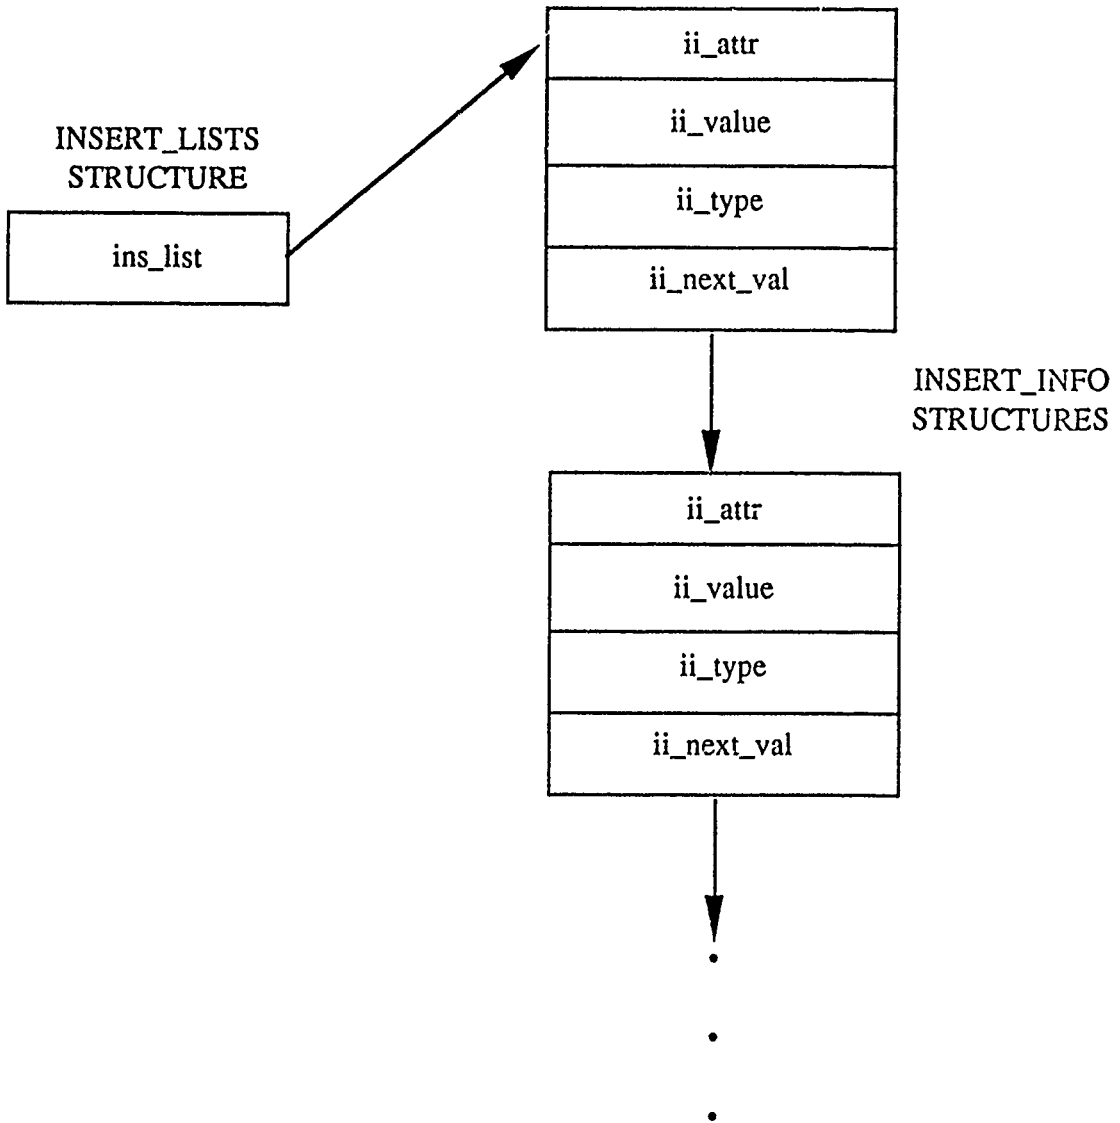 INSERT_LISTS
STRUCTURE
ins_list
ii_attr
ii_value
ii_type
ii_next_val
INSERT_INFO
STRUCTURES
ii_attr
ii_value
ii_type
ii_next_val